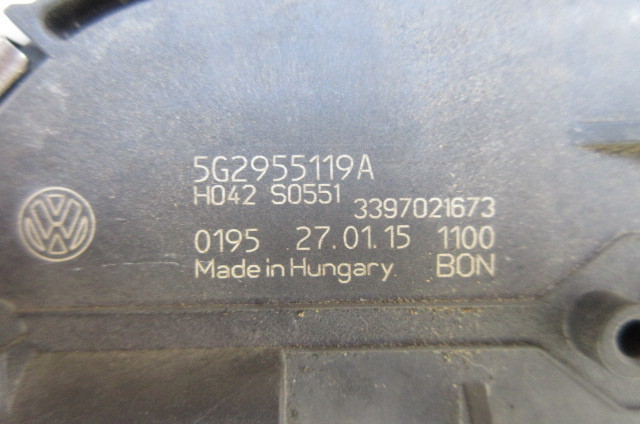 5G2955119A
H042 S0551 3397021673
0195 27.01.15 1100
Made in Hungary BON